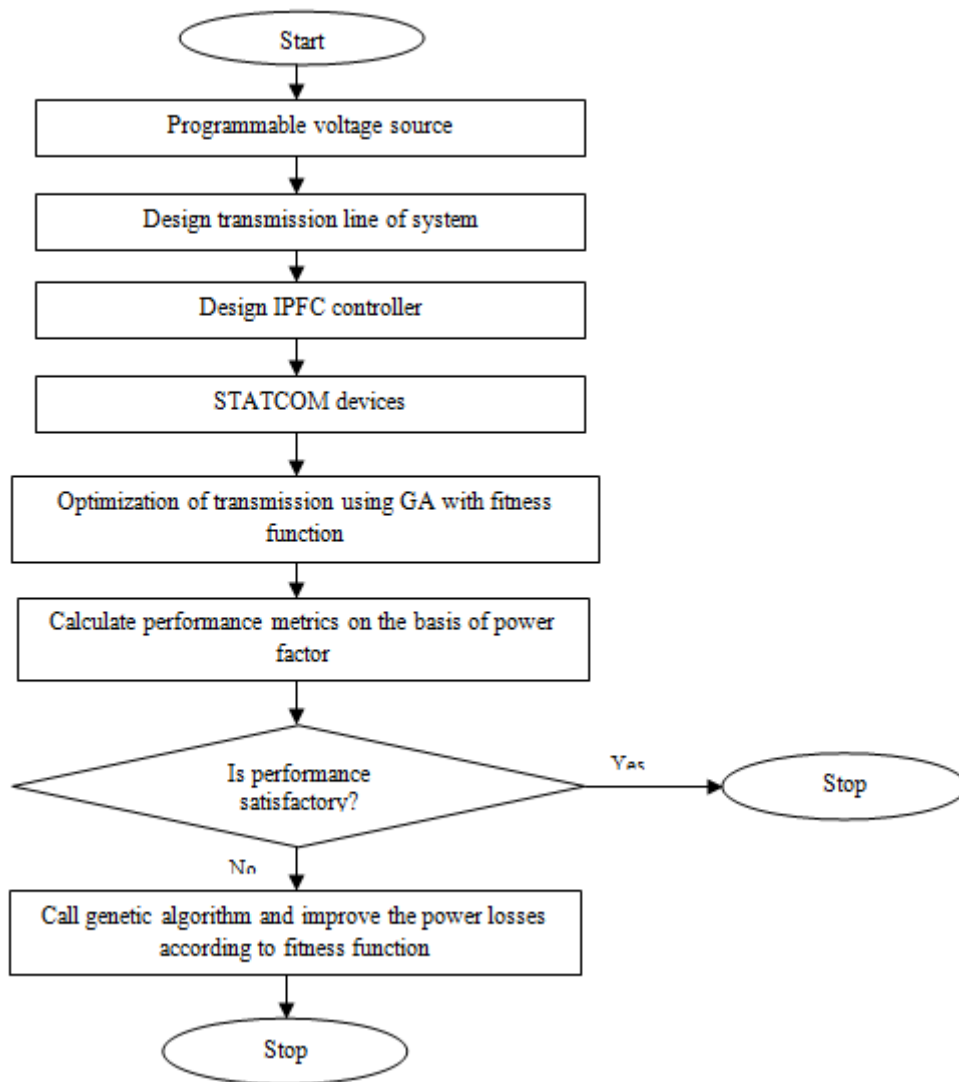 Start
Programmable voltage source
Design transmission line of system
Design IPFC controller
STATCOM devices
Optimization of transmission using GA with fitness
function
Calculate performance metrics on the basis of power
factor
Is performance
satisfactory?
Yes
Stop
No
Call genetic algorithm and improve the power losses
according to fitness function
Stop